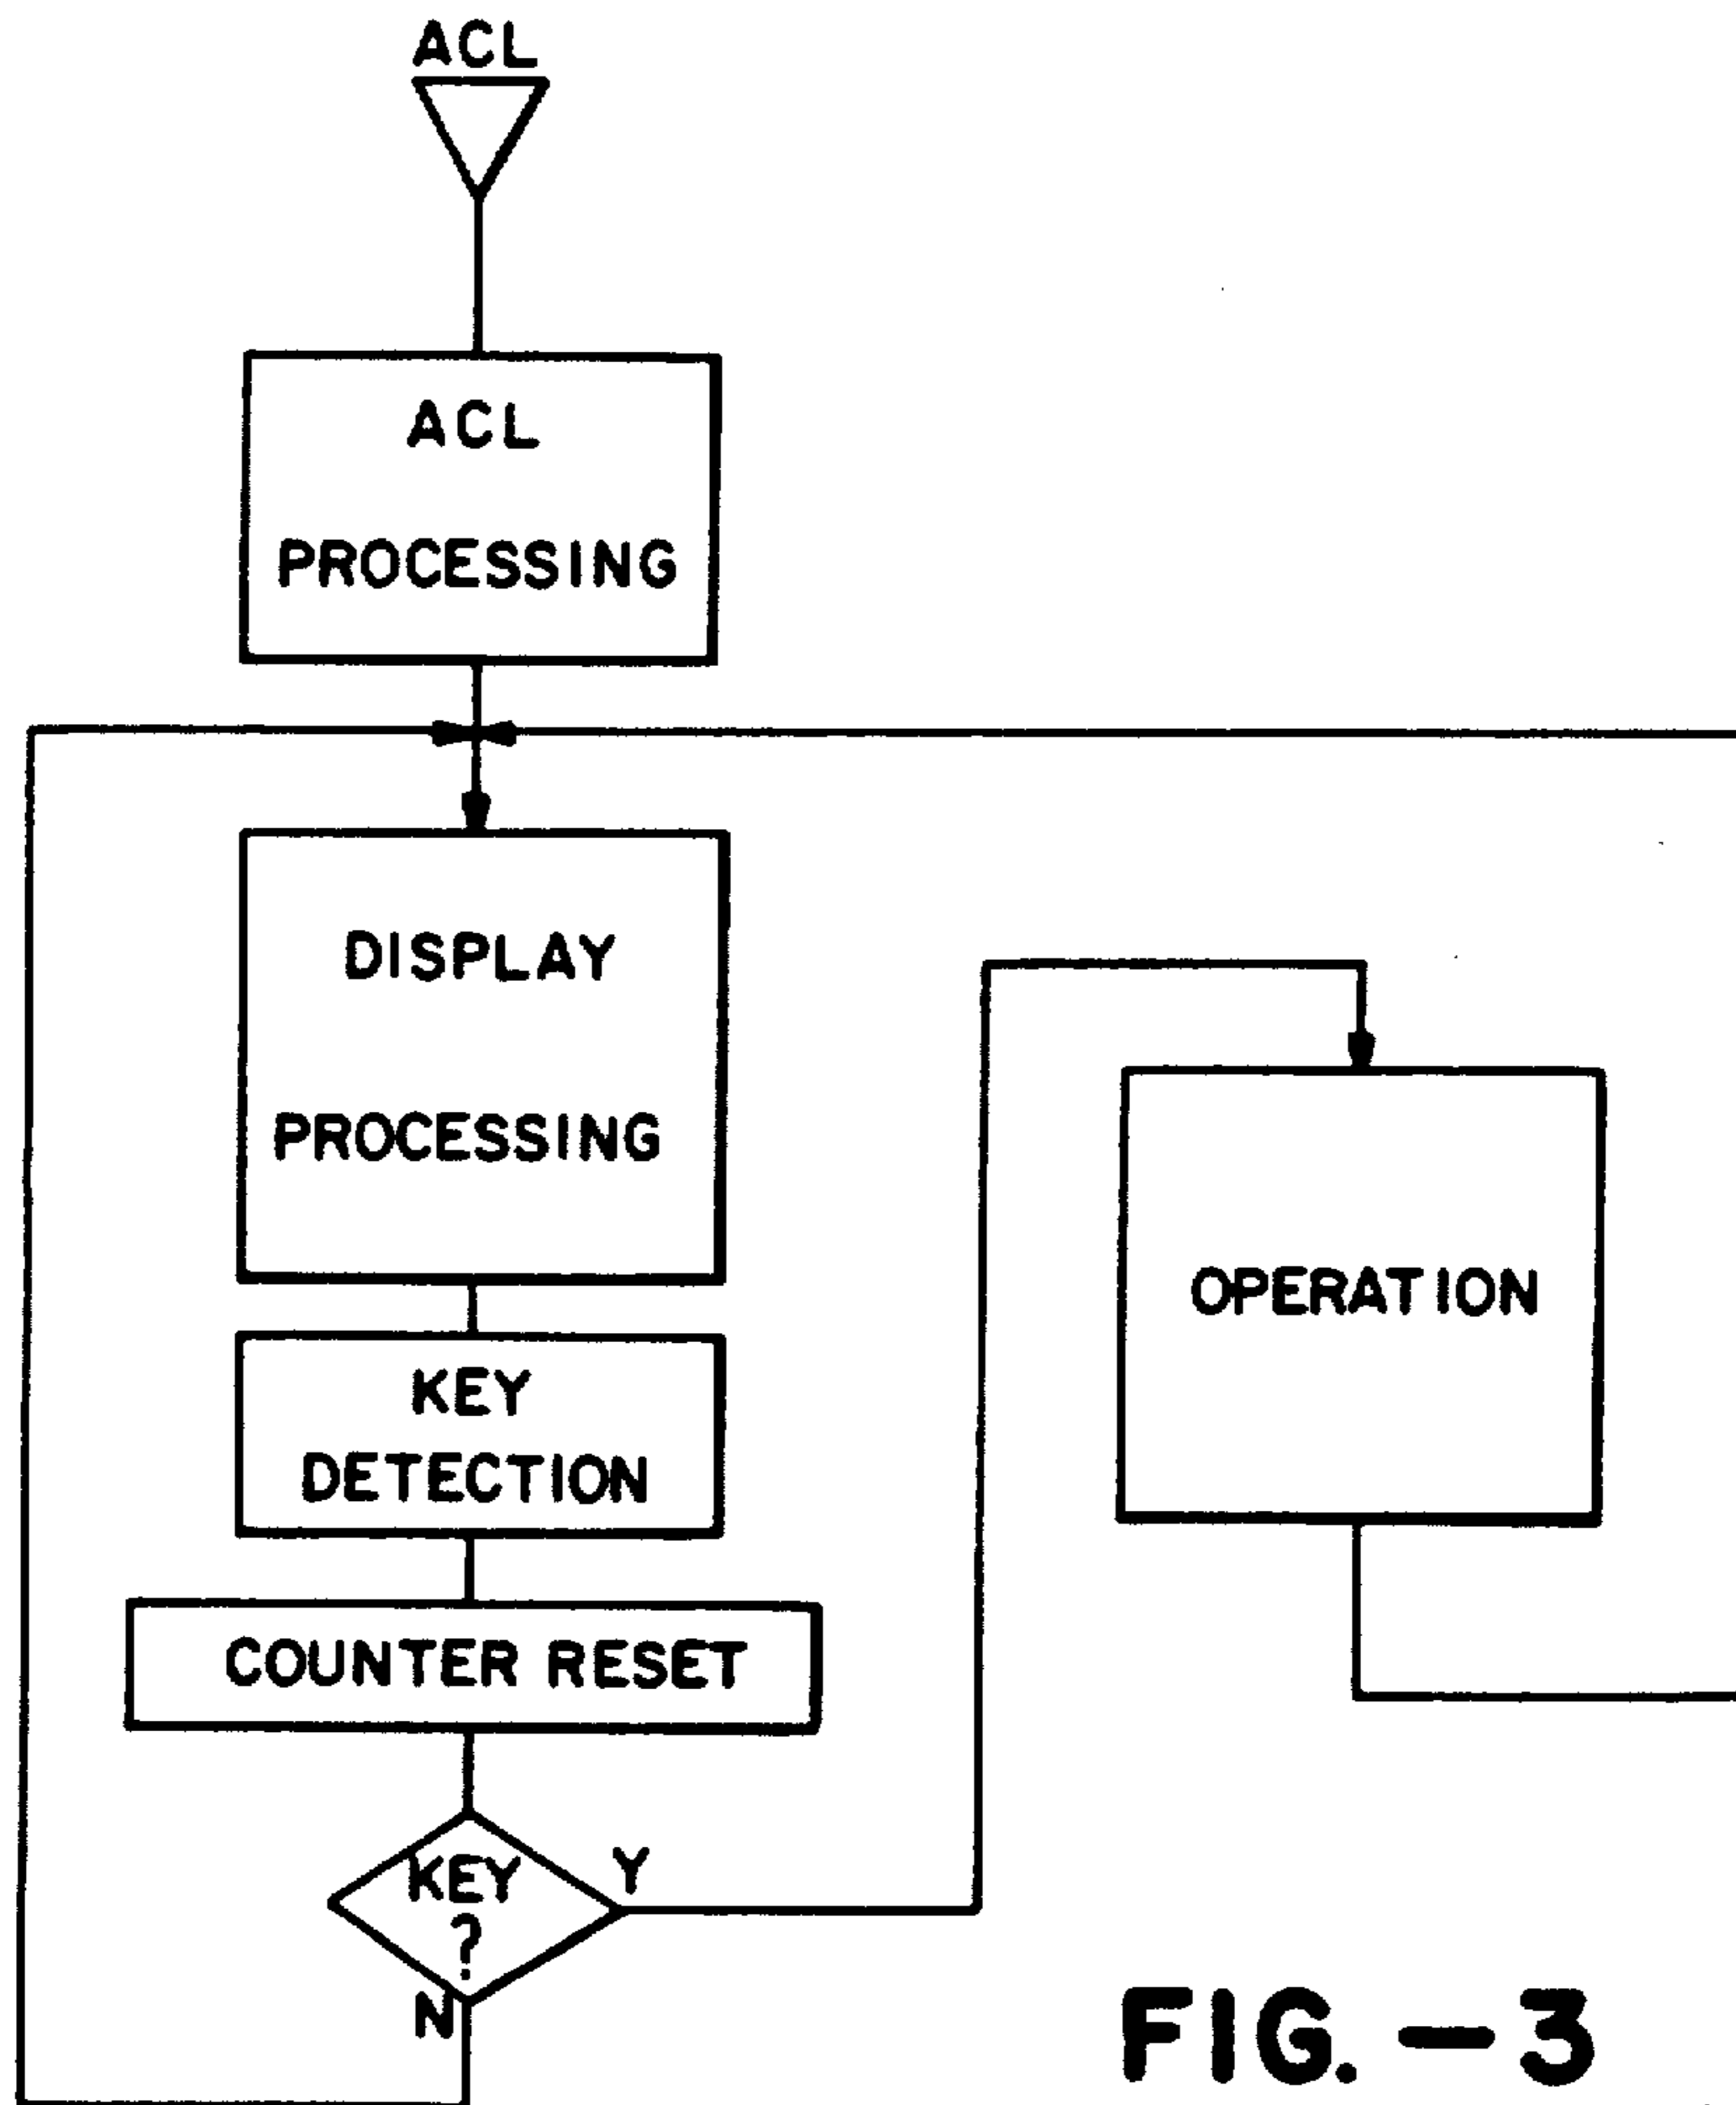 ACL
ACL
PROCESSING
DISPLAY
PROCESSING
KEY
DETECTION
COUNTER RESET
KEY
?
Y
N
OPERATION
FIG.-3